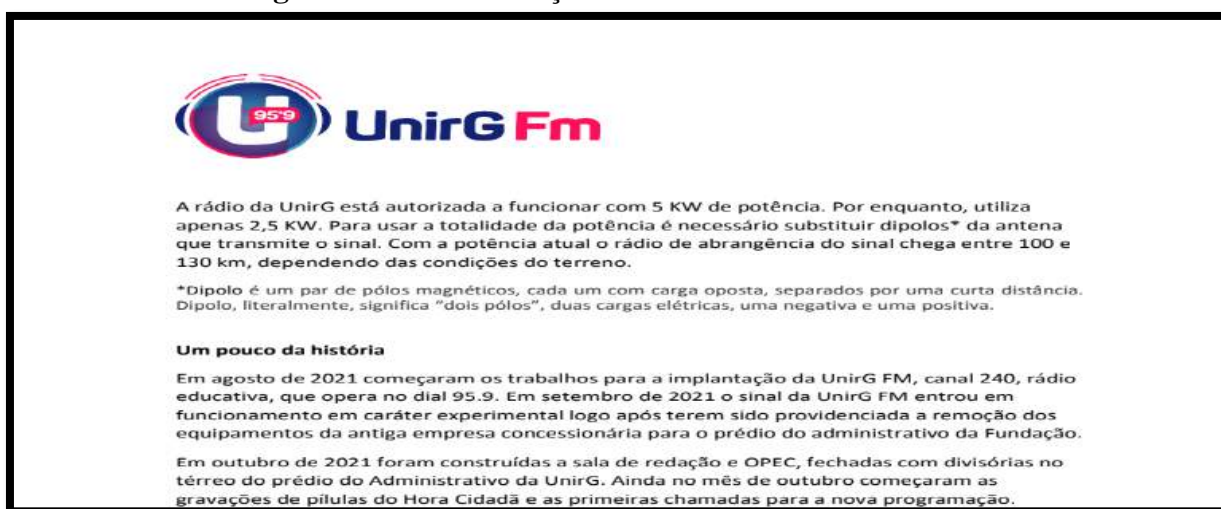 95°9
UnirG Fm
A rádio da UnirG está autorizada a funcionar com 5 KW de potência. Por enquanto, utiliza
apenas 2,5 KW. Para usar a totalidade da potência é necessário substituir dipolos* da antena
que transmite o sinal. Com a potência atual o rádio de abrangência do sinal chega entre 100 e
130 km, dependendo das condições do terreno.
*Dipolo é um par de pólos magnéticos, cada um com carga oposta, separados por uma curta distância.
Dipolo, literalmente, significa “dois pólos”, duas cargas elétricas, uma negativa e uma positiva.
Um pouco da história
Em agosto de 2021 começaram os trabalhos para a implantação da UnirG FM, canal 240, rádio
educativa, que opera no dial 95.9. Em setembro de 2021 o sinal da UnirG FM entrou em
funcionamento em caráter experimental logo após terem sido providenciada a remoção dos
equipamentos da antiga empresa concessionária para o prédio do administrativo da Fundação.
Em outubro de 2021 foram construídas a sala de redação e OPEC, fechadas com divisórias no
térreo do prédio do Administrativo da UnirG. Ainda no mês de outubro começaram as
gravações de pílulas do Hora Cidadã e as primeiras chamadas para a nova programação.